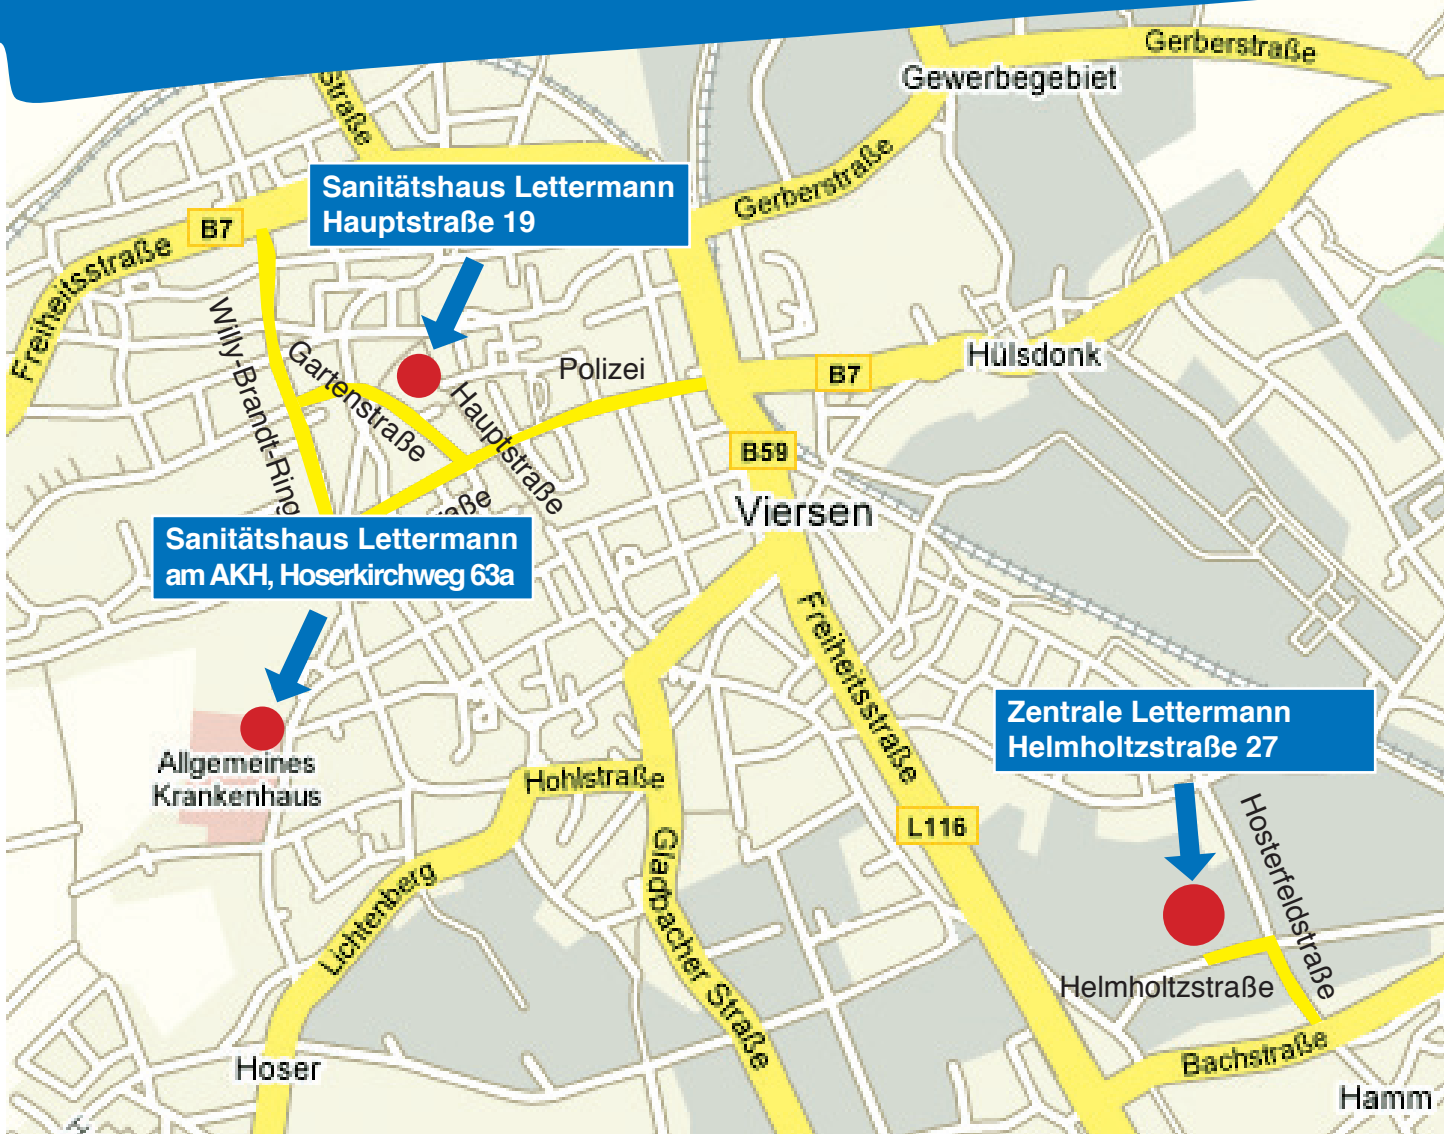 Gerberstraße
Gewerbegebiet
straße
Sanitätshaus Lettermann
Hauptstraße 19
Gerberstraße
B7
Freiheitsstraße
Willy-Brandt-Ring
Gartenstraße
Hauptstraße
Polizei
B7
Hülsdonk
B59
Viersen
aße
Sanitätshaus Lettermann
am AKH, Hoserkirchweg 63a
Freiheitsstraße
Zentrale Lettermann
Helmholtzstraße 27
Allgemeines
Krankenhaus
Hohlstraße
L116
Hosterfeldstraße
Lichtenberg
Gladbacher Straße
Helmholtzstraße
Bachstraße
Hoser
Hamm